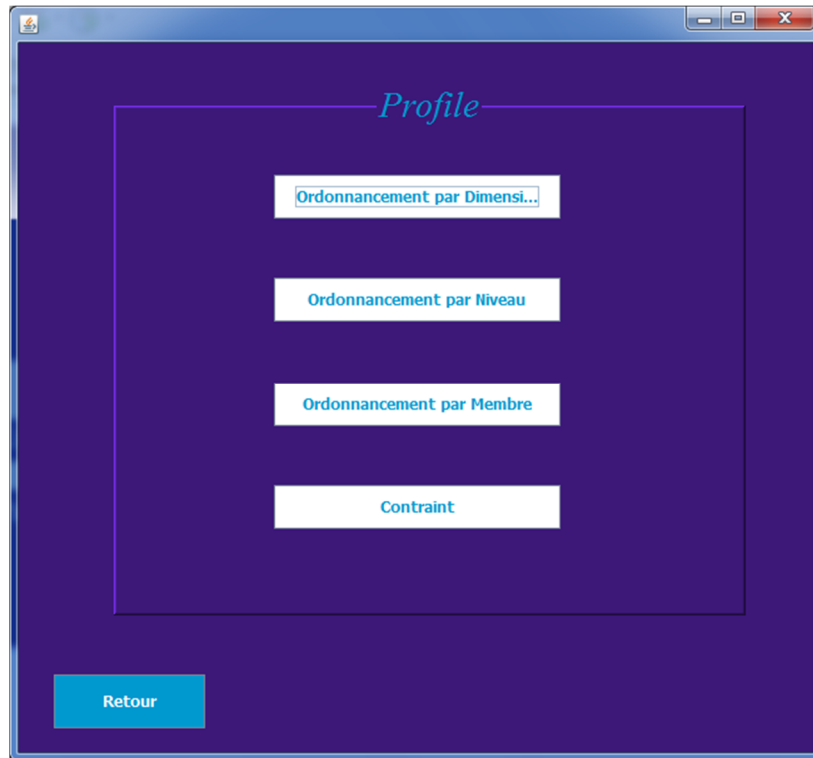 Profile
Ordonnancement par Dimensi...
Ordonnancement par Niveau
Ordonnancement par Membre
Contraint
Retour